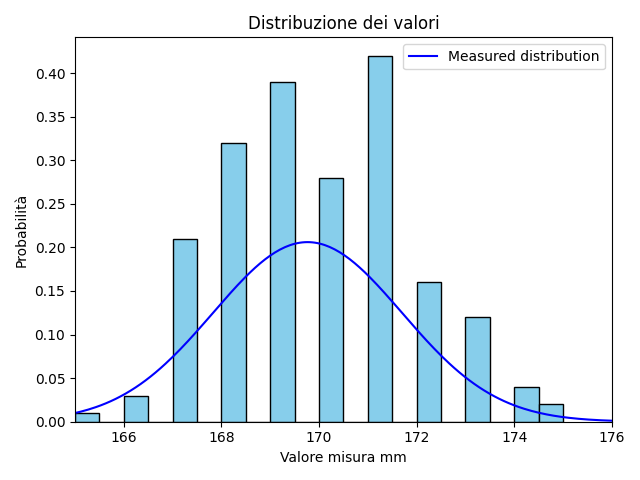 Distribuzione dei valori
Measured distribution
Probabilità
0.40
0.35
0.30
0.25
0.20
0.15
0.10
0.05
0.00
166 168 170 172 174 176
Valore misura mm